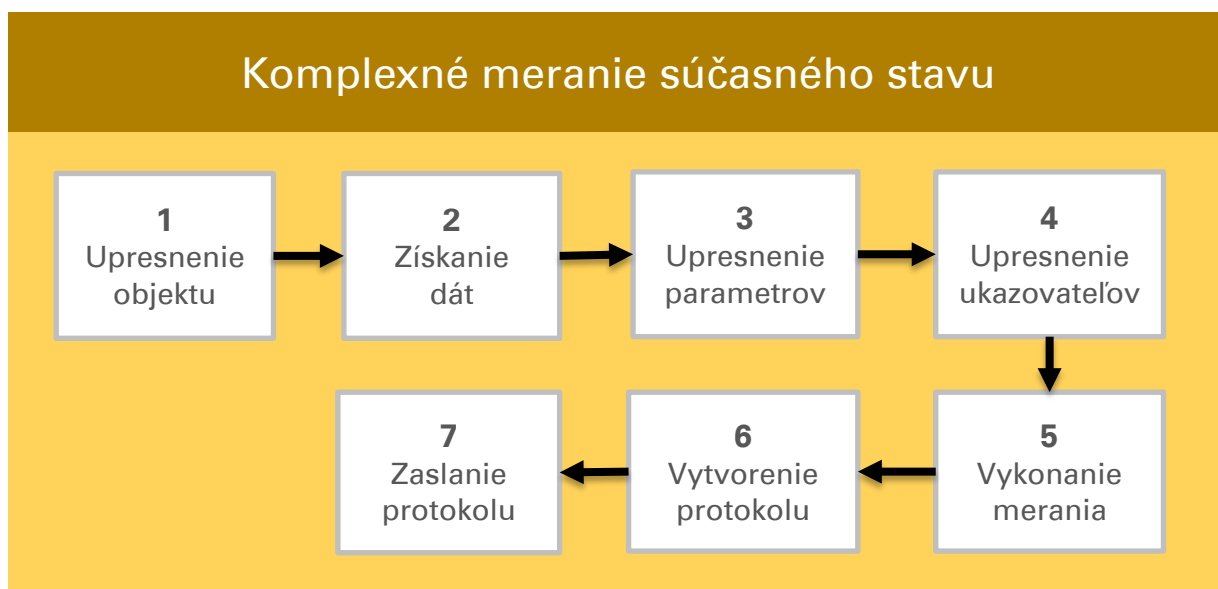 Komplexné meranie súčasného stavu
1
Upresnenie
objektu
2
Získanie
dát
3
Upresnenie
parametrov
4
Upresnenie
ukazovateľov
5
Vykonanie
merania
6
Vytvorenie
protokolu
7
Zaslanie
protokolu